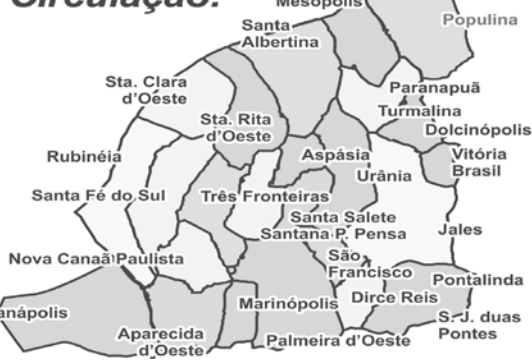 Circulação:
Mesópolis
Populina
Santa
Albertina
Sta. Clara
d'Oeste
Paranapuã
Turmalina
Sta. Rita
d'Oeste
Dolcinópolis
Rubinéia
Aspásia
Vitória
Brasil
Urânia
Santa Fé do Sul
Três Fronteiras
Santa Salete
Santana P. Pensa
Jales
Nova Canaã Paulista
São
Francisco
Pontalinda
anápolis
Marinópolis
Dirce Reis
S. J. duas
Pontes
Aparecida
d'Oeste
Palmeira d'Oeste